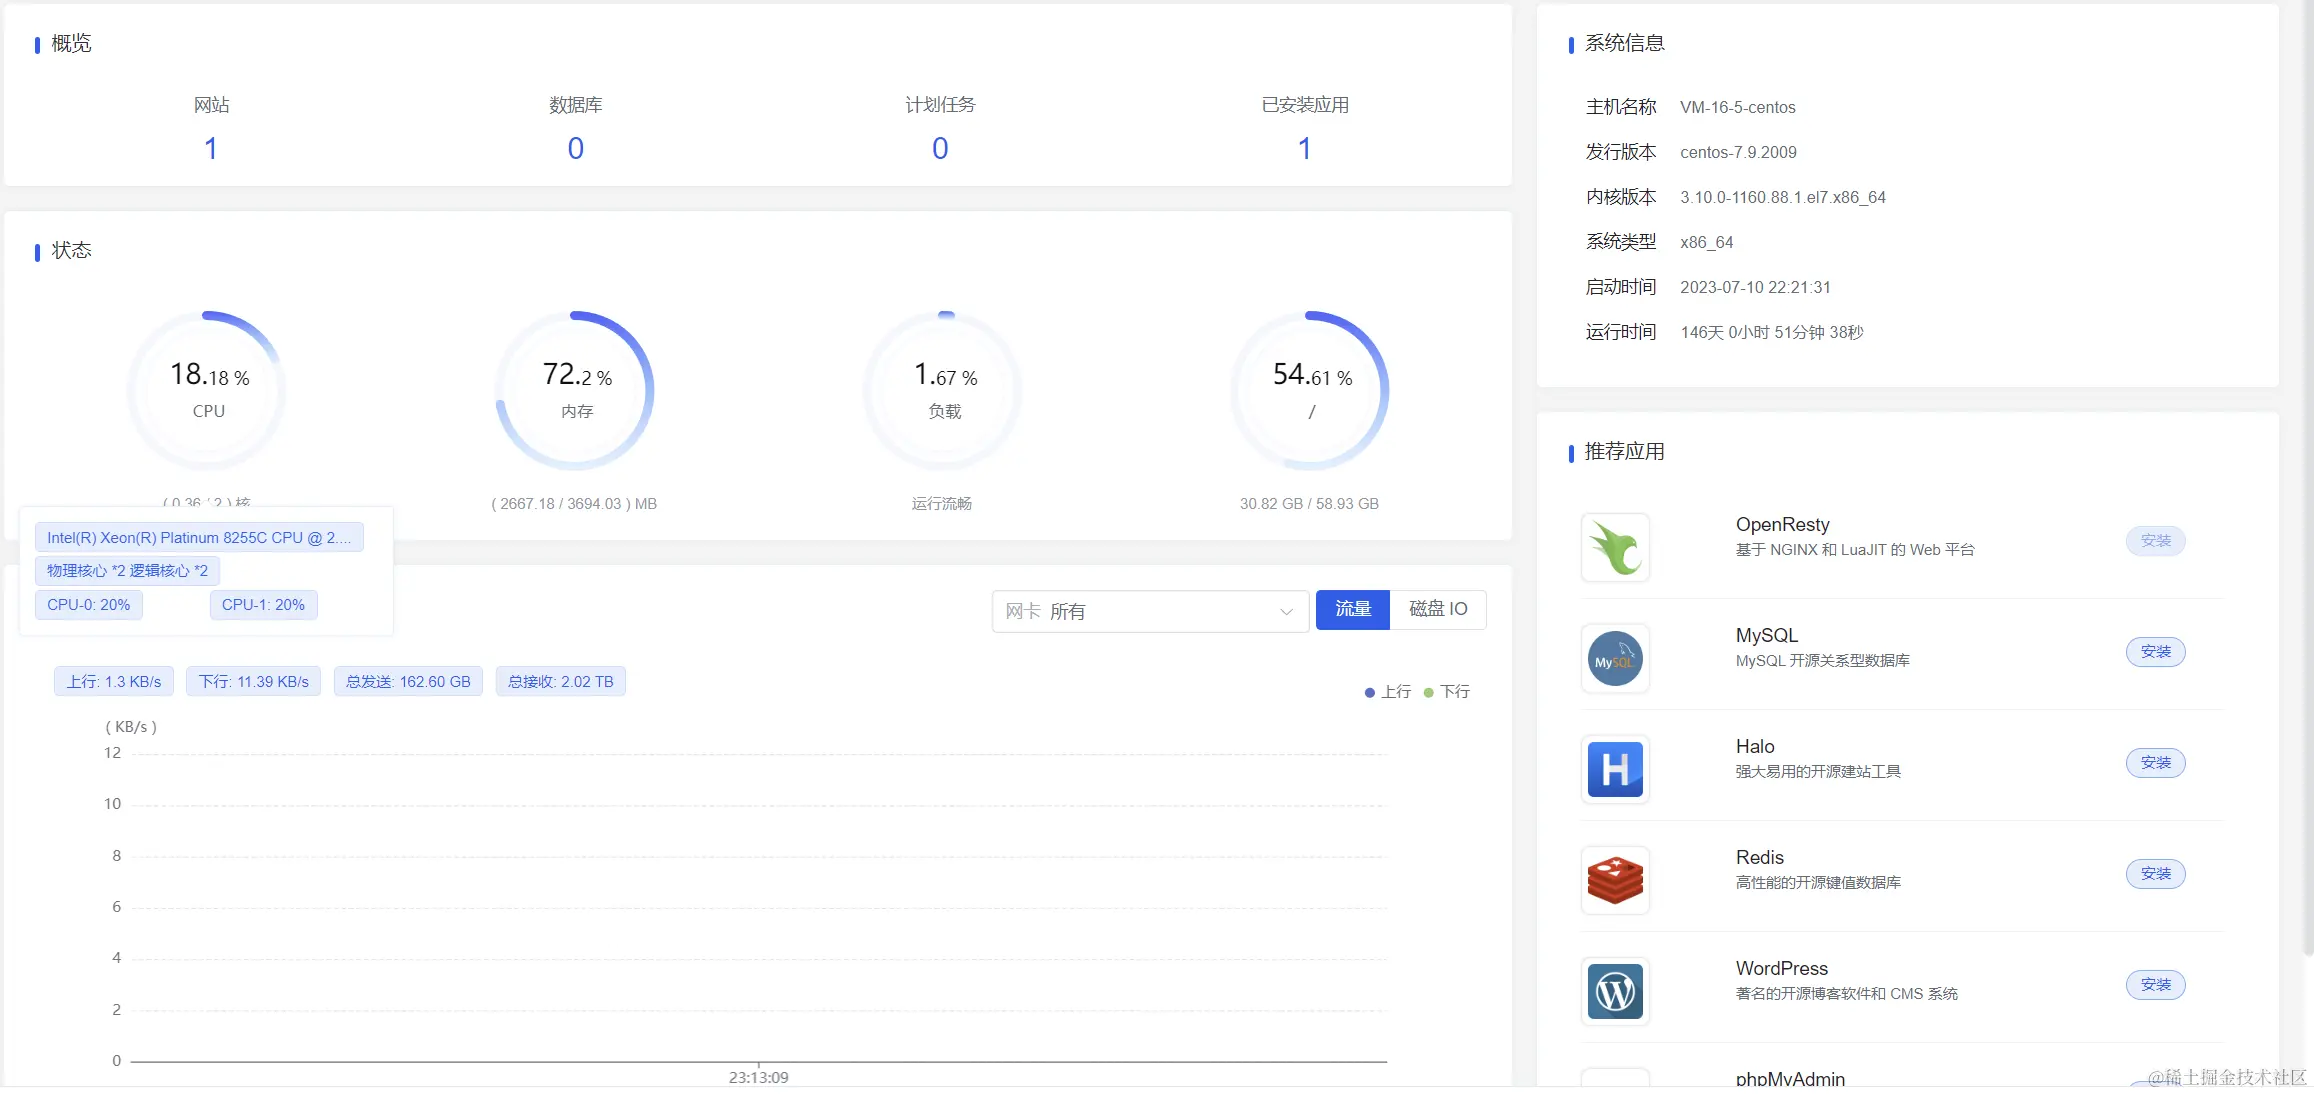 概览
网站
1
数据库
0
计划任务
0
已安装应用
1
状态
18.18 %
CPU
( 0.36 / 2 ) 核
72.2 %
内存
( 2667.18 / 3694.03 ) MB
1.67 %
负载
运行流畅
54.61 %
/
30.82 GB / 58.93 GB
Intel(R) Xeon(R) Platinum 8255C CPU @ 2....
物理核心 *2 逻辑核心 *2
CPU-0: 20%
CPU-1: 20%
网卡 所有
流量
磁盘 IO
上行: 1.3 KB/s
下行: 11.39 KB/s
总发送: 162.60 GB
总接收: 2.02 TB
上行
下行
( KB/s )
12
10
8
6
4
2
0
23:13:09
系统信息
主机名称 VM-16-5-centos
发行版本 centos-7.9.2009
内核版本 3.10.0-1160.88.1.el7.x86_64
系统类型 x86_64
启动时间 2023-07-10 22:21:31
运行时间 146天 0小时 51分钟 38秒
推荐应用
OpenResty
基于 NGINX 和 LuaJIT 的 Web 平台
安装
MySQL
MySQL
MySQL 开源关系型数据库
安装
H
Halo
强大易用的开源建站工具
安装
Redis
高性能的开源键值数据库
安装
WordPress
著名的开源博客软件和 CMS 系统
安装
phpMyAdmin
@稀土掘金技术社区